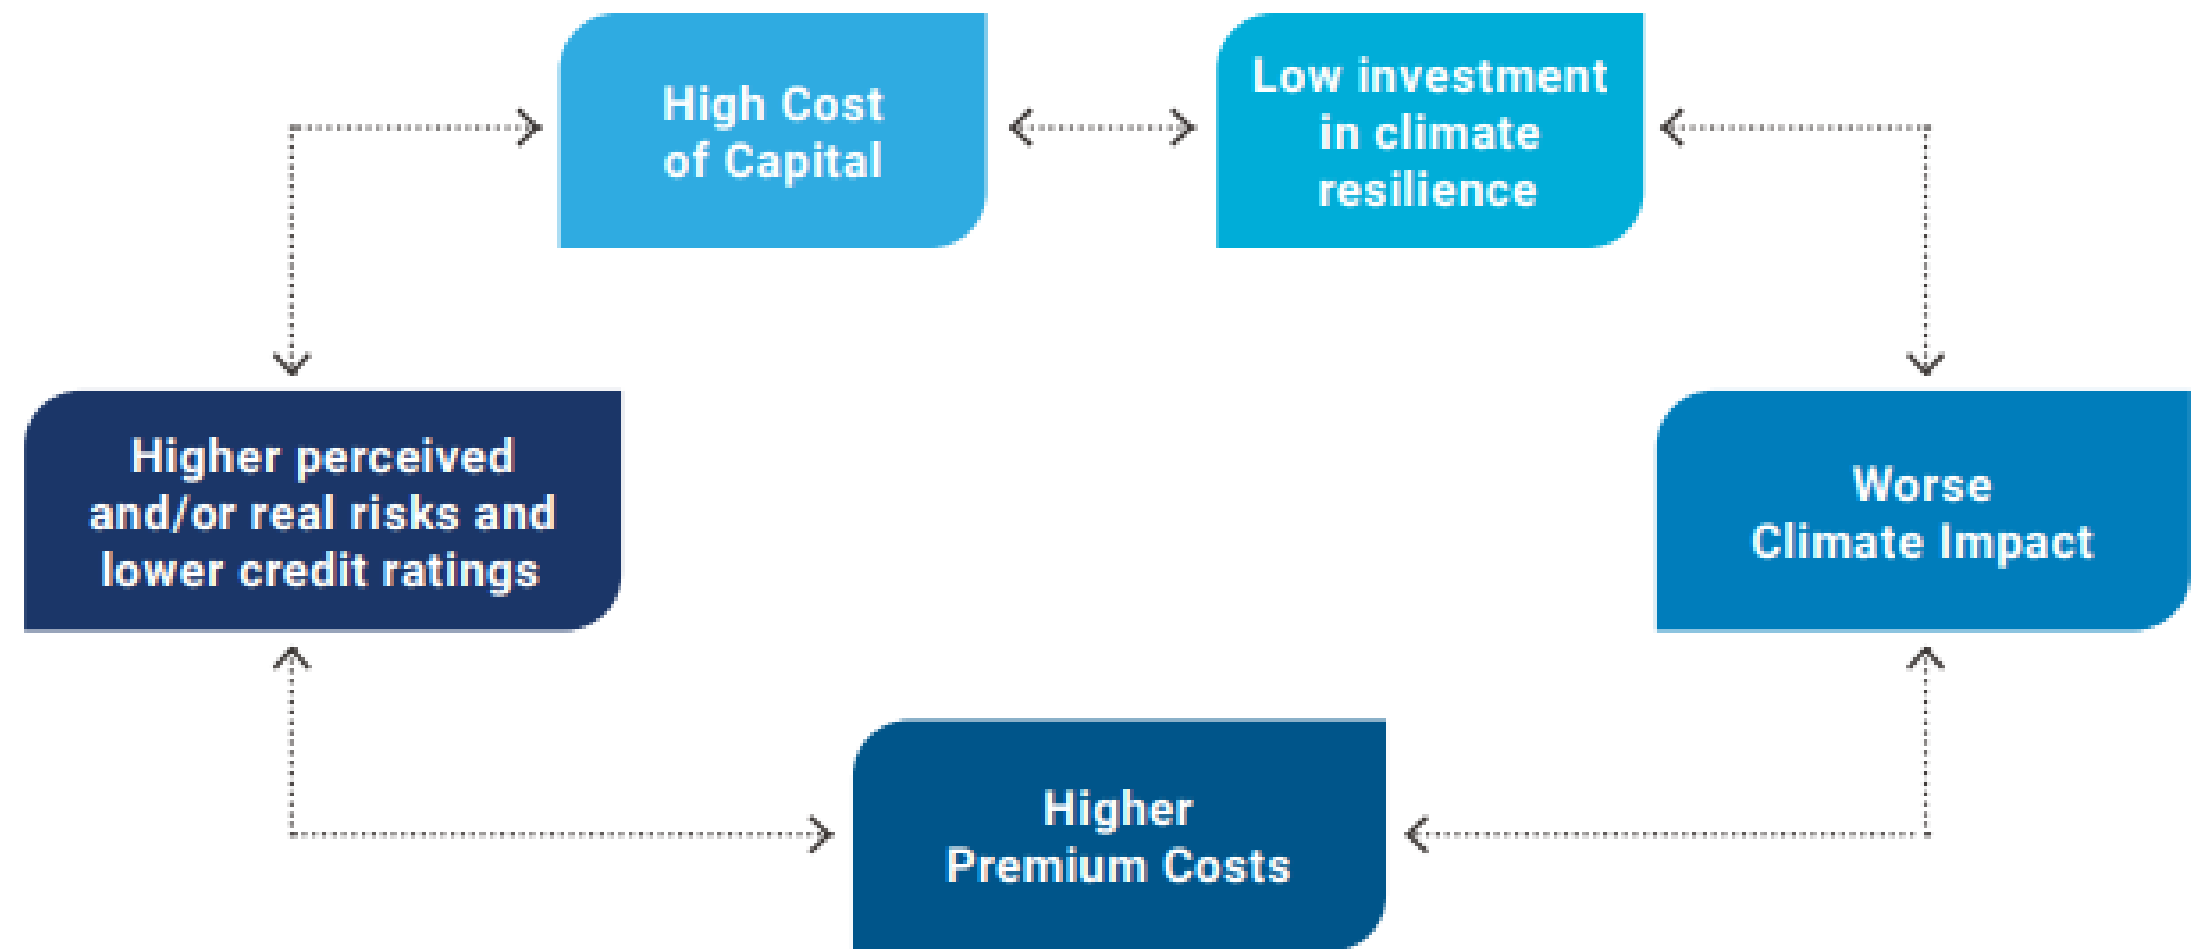 High Cost
of Capital
Low investment
in climate
resilience
Higher perceived
and/or real risks and
lower credit ratings
Worse
Climate Impact
Higher
Premium Costs